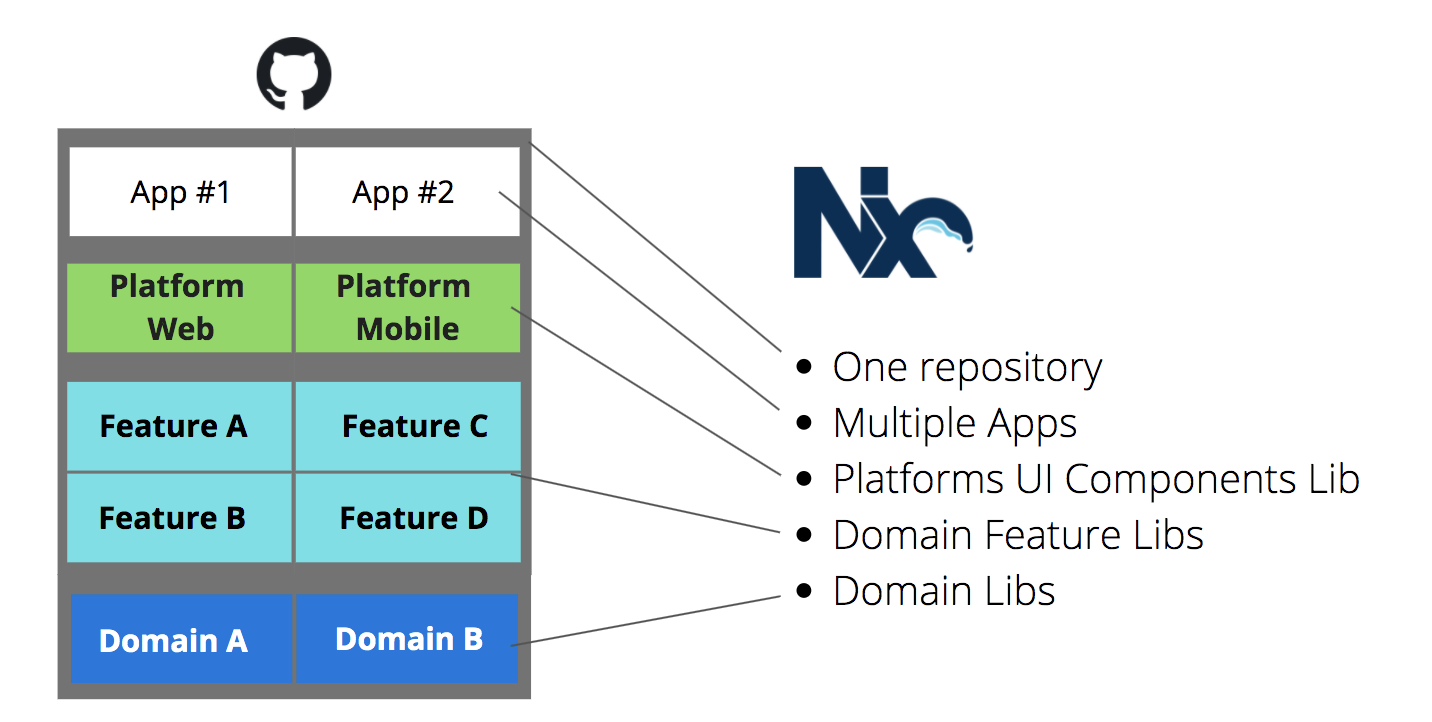 App #1
App #2
Platform
Web
Platform
Mobile
Feature A
Feature C
Feature B
Feature D
Domain A
Domain B
Nx
• One repository
• Multiple Apps
• Platforms UI Components Lib
• Domain Feature Libs
• Domain Libs